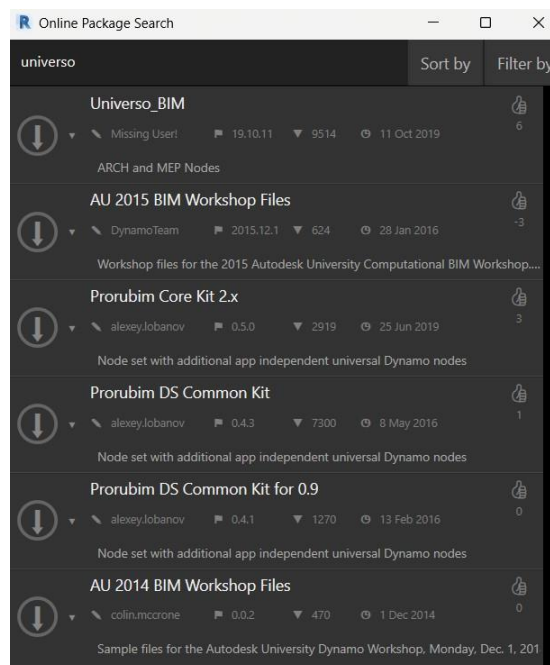 R Online Package Search
universo Sort by Filter by
Universo_BIM
Missing User! 19.10.11 9514 11 Oct 2019 6
ARCH and MEP Nodes
AU 2015 BIM Workshop Files
DynamoTeam 2015.12.1 624 28 Jan 2016 -3
Workshop files for the 2015 Autodesk University Computational BIM Workshop....
Prorubim Core Kit 2.x
alexey.lobanov 0.5.0 2919 25 Jun 2019 3
Node set with additional app independent universal Dynamo nodes
Prorubim DS Common Kit
alexey.lobanov 0.4.3 7300 8 May 2016 1
Node set with additional app independent universal Dynamo nodes
Prorubim DS Common Kit for 0.9
alexey.lobanov 0.4.1 1270 13 Feb 2016 0
Node set with additional app independent universal Dynamo nodes
AU 2014 BIM Workshop Files
colin.mccrone 0.0.2 470 1 Dec 2014 0
Sample files for the Autodesk University Dynamo Workshop, Monday, Dec. 1, 201